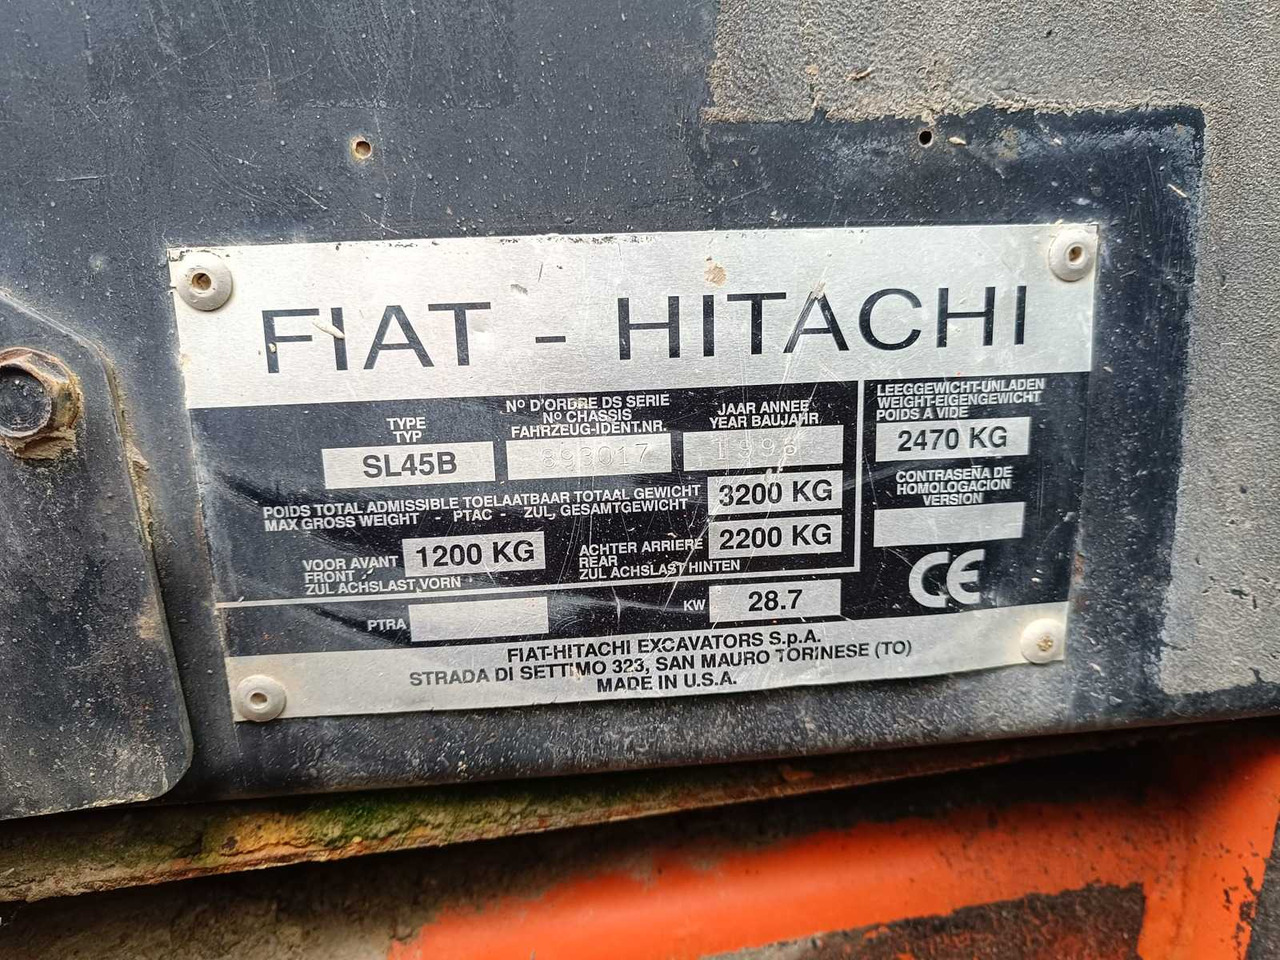 FIAT - HITACHI
TYPE
TYP
SL45B
Nº D'ORDRE DS SERIE
Nº CHASSIS
FAHRZEUG-IDENT.NR.
893017
JAAR ANNEE
YEAR BAUJAHR
LEEGGEWICHT-UNLADEN
WEIGHT-EIGENGEWICHT
POIDS A VIDE
2470 KG
POIDS TOTAL ADMISSIBLE TOELAATBAAR TOTAAL GEWICHT
MAX GROSS WEIGHT - PTAC - ZUL, GESAMTGEWICHT
3200 KG
CONTRASEÑA DE
HOMOLOGACION
VERSION
VOOR AVANT
FRONT
ZUL ACHSLAST VORN
1200 KG
ACHTER ARRIERE
REAR
ZUL ACHSLAST HINTEN
2200 KG
CE
PTRA
KW
28.7
FIAT-HITACHI EXCAVATORS S.p.A.
STRADA DI SETTIMO 323, SAN MAURO TORINESE (TO)
MADE IN U.S.A.